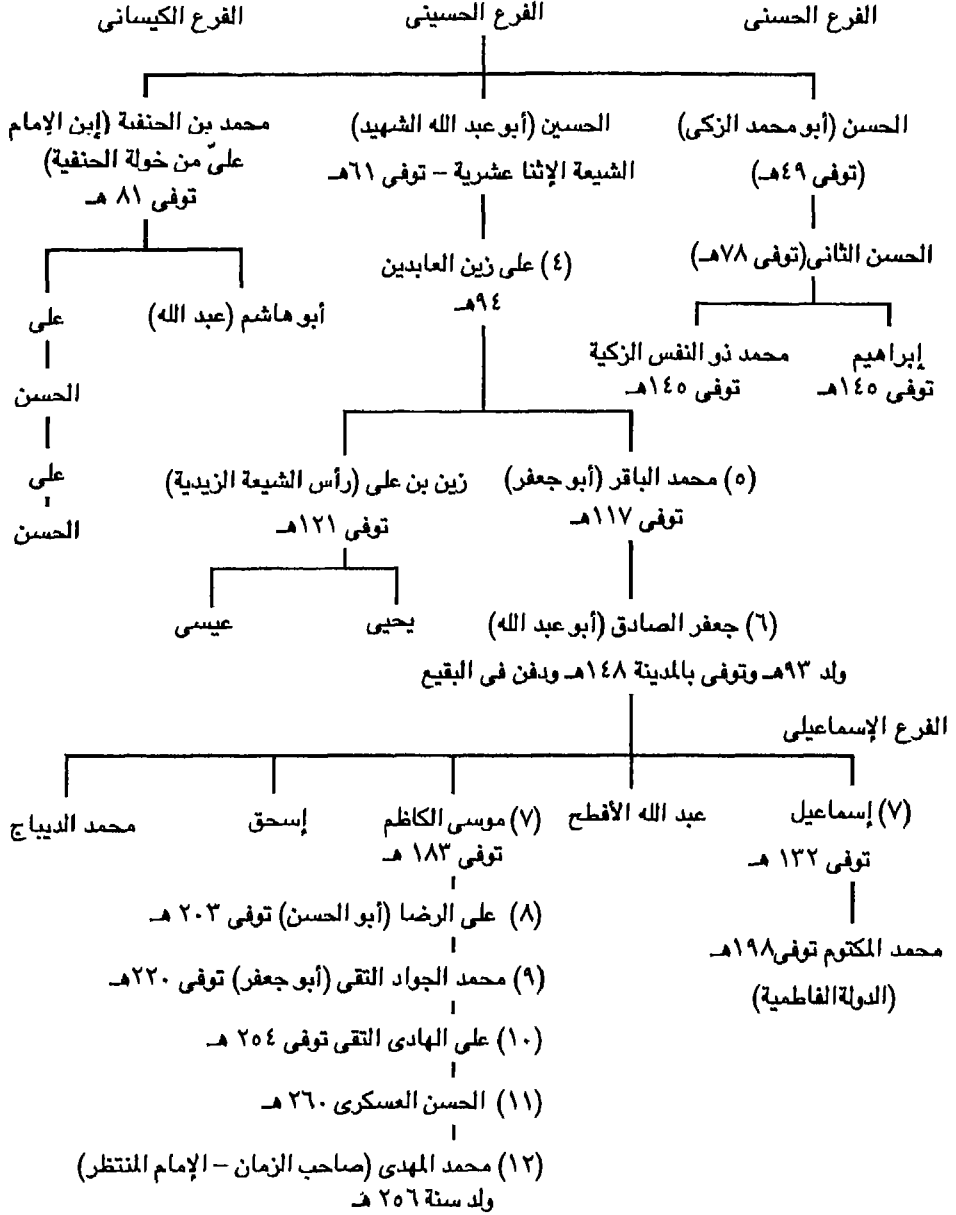 الفرع الحسنى
الفرع الحسينى
الفرع الكيسانى
الحسن (أبو محمد الزكى)
(توفى ٤٩هـ)
الحسين (أبو عبد الله الشهيد)
الشيعة الإثنا عشرية – توفى ٦١هـ
محمد بن الحنفية (إبن الإمام
علىّ من خولة الحنفية)
توفى ٨١ هـ
الحسن الثانى (توفى ٧٨هـ)
(٤) على زين العابدين
٩٤هـ
أبو هاشم (عبد الله)
على
إبراهيم
توفى ١٤٥هـ
محمد ذو النفس الزكية
توفى ١٤٥هـ
الحسن
على
الحسن
(٥) محمد الباقر (أبو جعفر)
توفى ١١٧هـ
زين بن على (رأس الشيعة الزيدية)
توفى ١٢١هـ
يحيى
عيسى
(٦) جعفر الصادق (أبو عبد الله)
ولد ٩٣هـ وتوفى بالمدينة ١٤٨هـ ودفن فى البقيع
الفرع الإسماعيلى
(٧) إسماعيل
توفى ١٣٢ هـ
عبد الله الأفطح
(٧) موسى الكاظم
توفى ١٨٣ هـ
إسحق
محمد الديباج
محمد المكتوم توفى ١٩٨هـ
(الدولة الفاطمية)
(٨) على الرضا (أبو الحسن) توفى ٢٠٣ هـ
(٩) محمد الجواد التقى (أبو جعفر) توفى ٢٢٠هـ
(١٠) على الهادى التقى توفى ٢٥٤ هـ
(١١) الحسن العسكرى ٢٦٠ هـ
(١٢) محمد المهدى (صاحب الزمان – الإمام المنتظر)
ولد سنة ٢٥٦ هـ